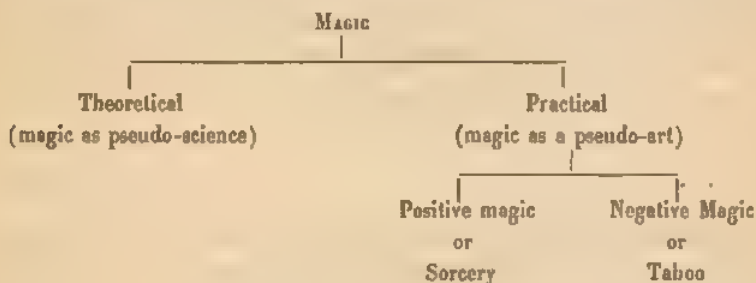 MAGIC
Theoretical
(magic as pseudo-science)
Practical
(magic as a pseudo-art)
Positive magic
or
Sorcery
Negative Magic
or
Taboo